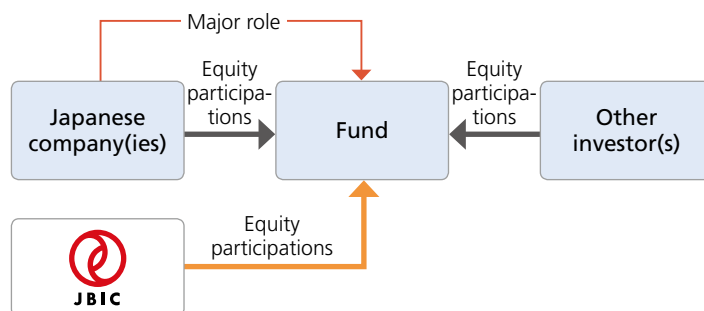 Major role
Equity
participa-
tions
Equity
participa-
tions
Japanese
company(ies)
Fund
Other
investor(s)
Equity
participations
JBIC